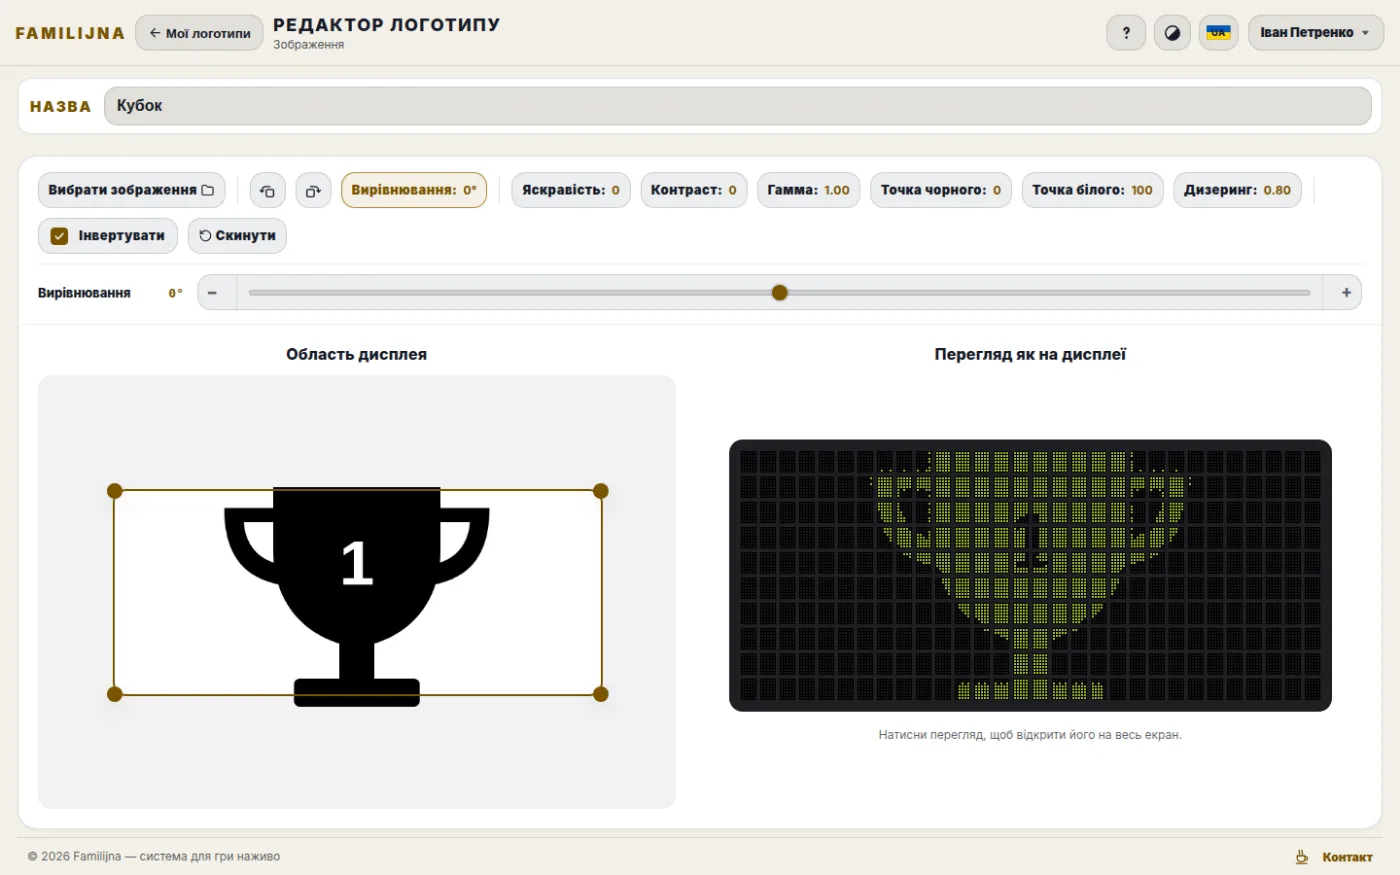 FAMILIJNA
← Мої логотипи
РЕДАКТОР ЛОГОТИПУ
Зображення
?
UA
Іван Петренко
НАЗВА
Кубок
Вибрати зображення
Вирівнювання: 0°
Яскравість: 0
Контраст: 0
Гамма: 1.00
Точка чорного: 0
Точка білого: 100
Дизеринг: 0.80
Інвертувати
Скинути
Вирівнювання 0° − +
Область дисплея
Перегляд як на дисплеї
1
1
Натисни перегляд, щоб відкрити його на весь екран.
© 2026 Familijna — система для гри наживо
Контакт